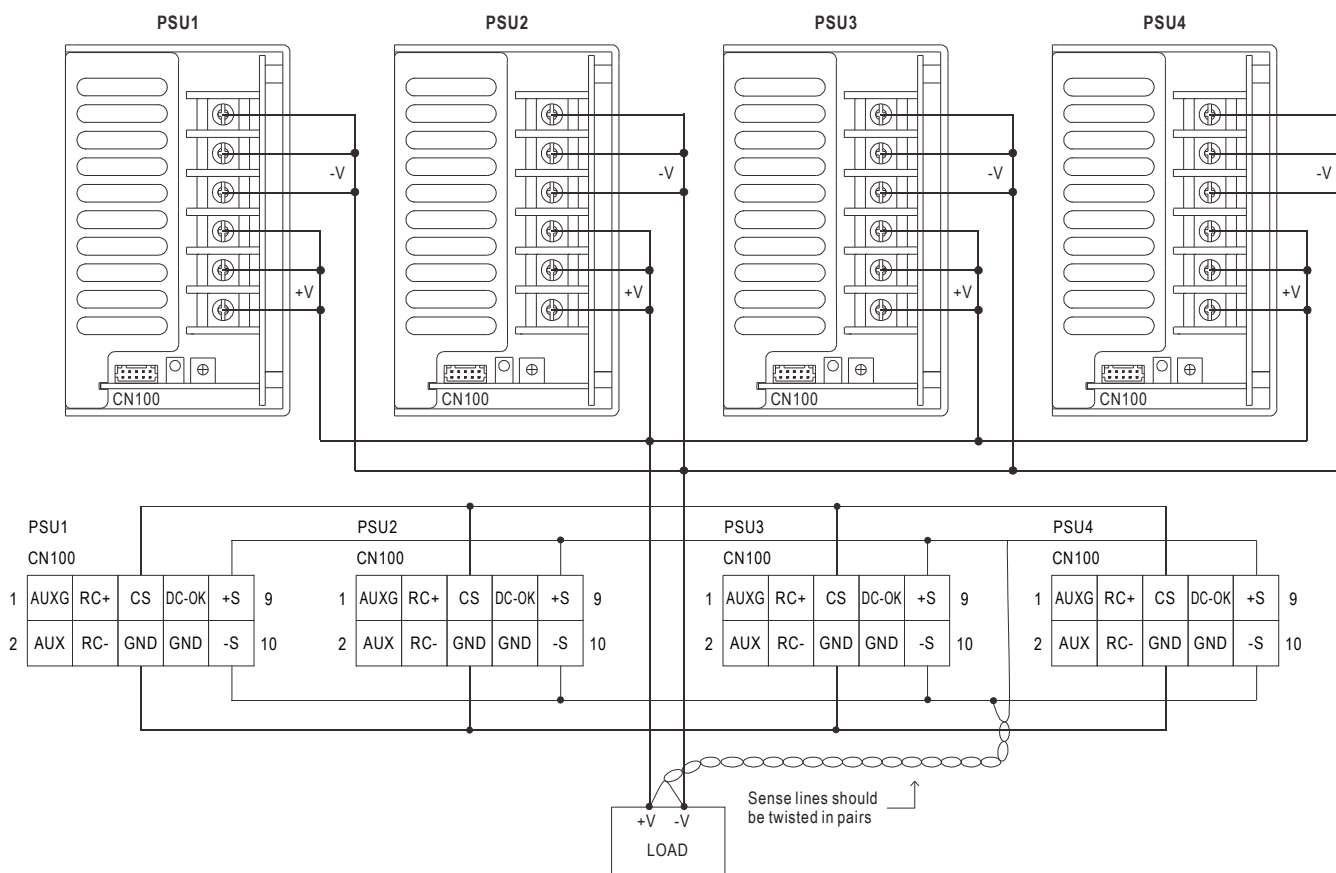 PSU1 PSU2 PSU3 PSU4
-V -V -V -V
+V +V +V +V
CN100 CN100 CN100 CN100
PSU1 PSU2 PSU3 PSU4
CN100 CN100 CN100 CN100
1 AUXG RC+ CS DC-OK +S 9 1 AUXG RC+ CS DC-OK +S 9 1 AUXG RC+ CS DC-OK +S 9 1 AUXG RC+ CS DC-OK +S 9
2 AUX RC- GND GND -S 10 2 AUX RC- GND GND -S 10 2 AUX RC- GND GND -S 10 2 AUX RC- GND GND -S 10
Sense lines should
be twisted in pairs
+V -V
LOAD